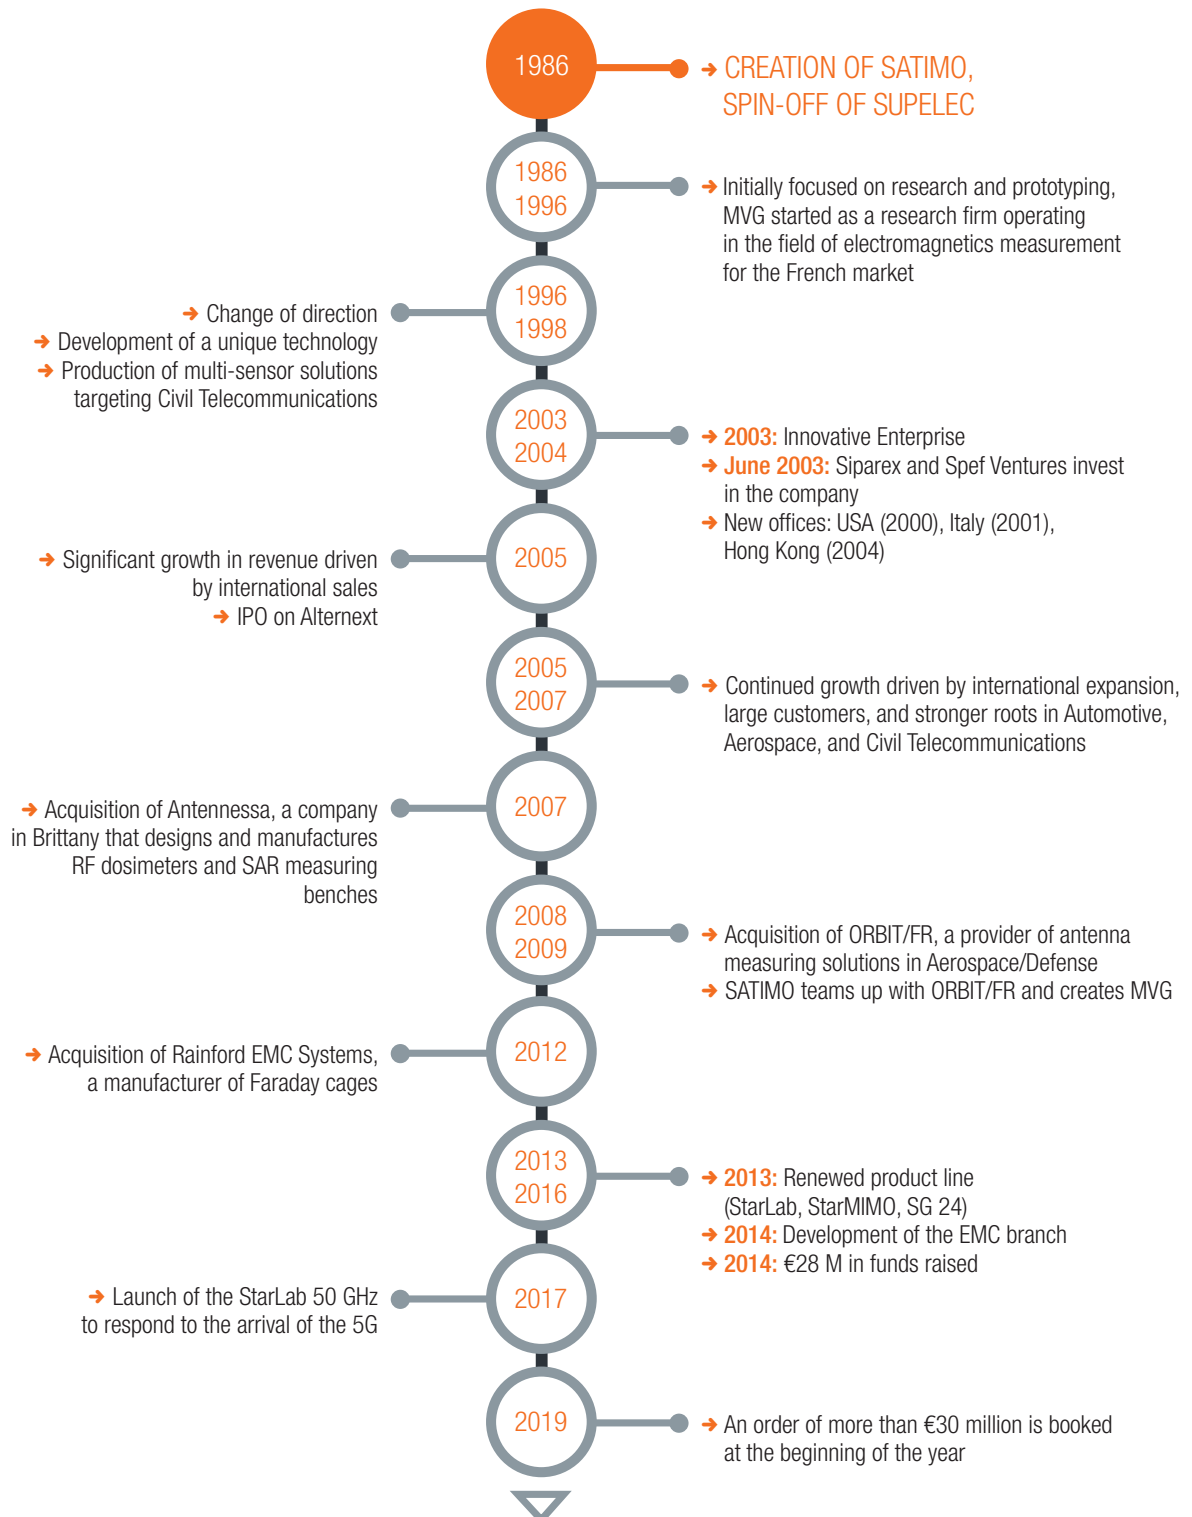 1986
➔ CREATION OF SATIMO,
SPIN-OFF OF SUPELEC
1986
1996
➔ Initially focused on research and prototyping,
MVG started as a research firm operating
in the field of electromagnetics measurement
for the French market
1996
1998
➔ Change of direction
➔ Development of a unique technology
➔ Production of multi-sensor solutions
targeting Civil Telecommunications
2003
2004
➔ 2003: Innovative Enterprise
➔ June 2003: Siparex and Spef Ventures invest
in the company
➔ New offices: USA (2000), Italy (2001),
Hong Kong (2004)
2005
➔ Significant growth in revenue driven
by international sales
➔ IPO on Alternext
2005
2007
➔ Continued growth driven by international expansion,
large customers, and stronger roots in Automotive,
Aerospace, and Civil Telecommunications
2007
➔ Acquisition of Antennessa, a company
in Brittany that designs and manufactures
RF dosimeters and SAR measuring
benches
2008
2009
➔ Acquisition of ORBIT/FR, a provider of antenna
measuring solutions in Aerospace/Defense
➔ SATIMO teams up with ORBIT/FR and creates MVG
2012
➔ Acquisition of Rainford EMC Systems,
a manufacturer of Faraday cages
2013
2016
➔ 2013: Renewed product line
(StarLab, StarMIMO, SG 24)
➔ 2014: Development of the EMC branch
➔ 2014: €28 M in funds raised
2017
➔ Launch of the StarLab 50 GHz
to respond to the arrival of the 5G
2019
➔ An order of more than €30 million is booked
at the beginning of the year